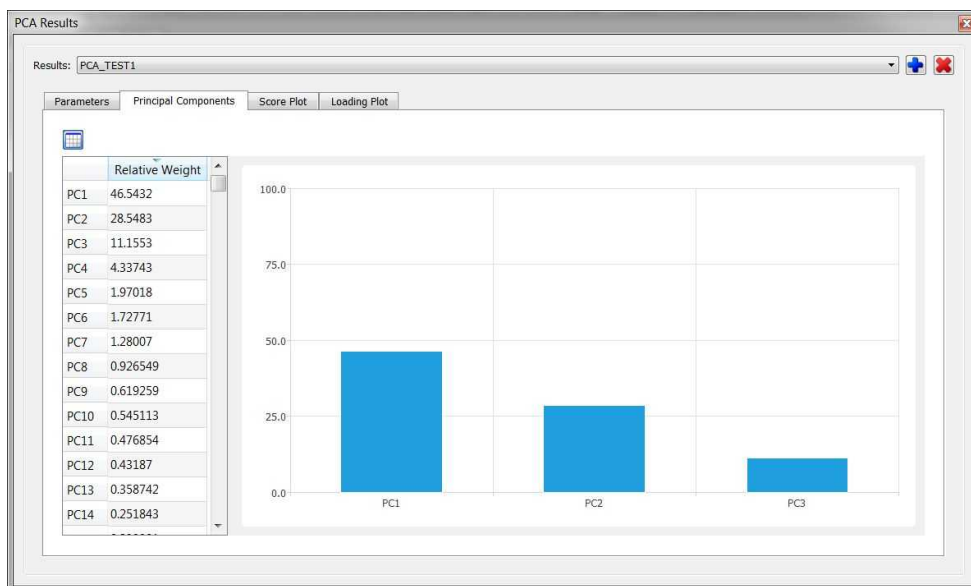 PCA Results
Results: PCA_TEST1
Parameters Principal Components Score Plot Loading Plot
Relative Weight
PC1 46.5432
PC2 28.5483
PC3 11.1553
PC4 4.33743
PC5 1.97018
PC6 1.72771
PC7 1.28007
PC8 0.926549
PC9 0.619259
PC10 0.545113
PC11 0.476854
PC12 0.43187
PC13 0.358742
PC14 0.251843
100.0
75.0
50.0
25.0
0.0
PC1 PC2 PC3